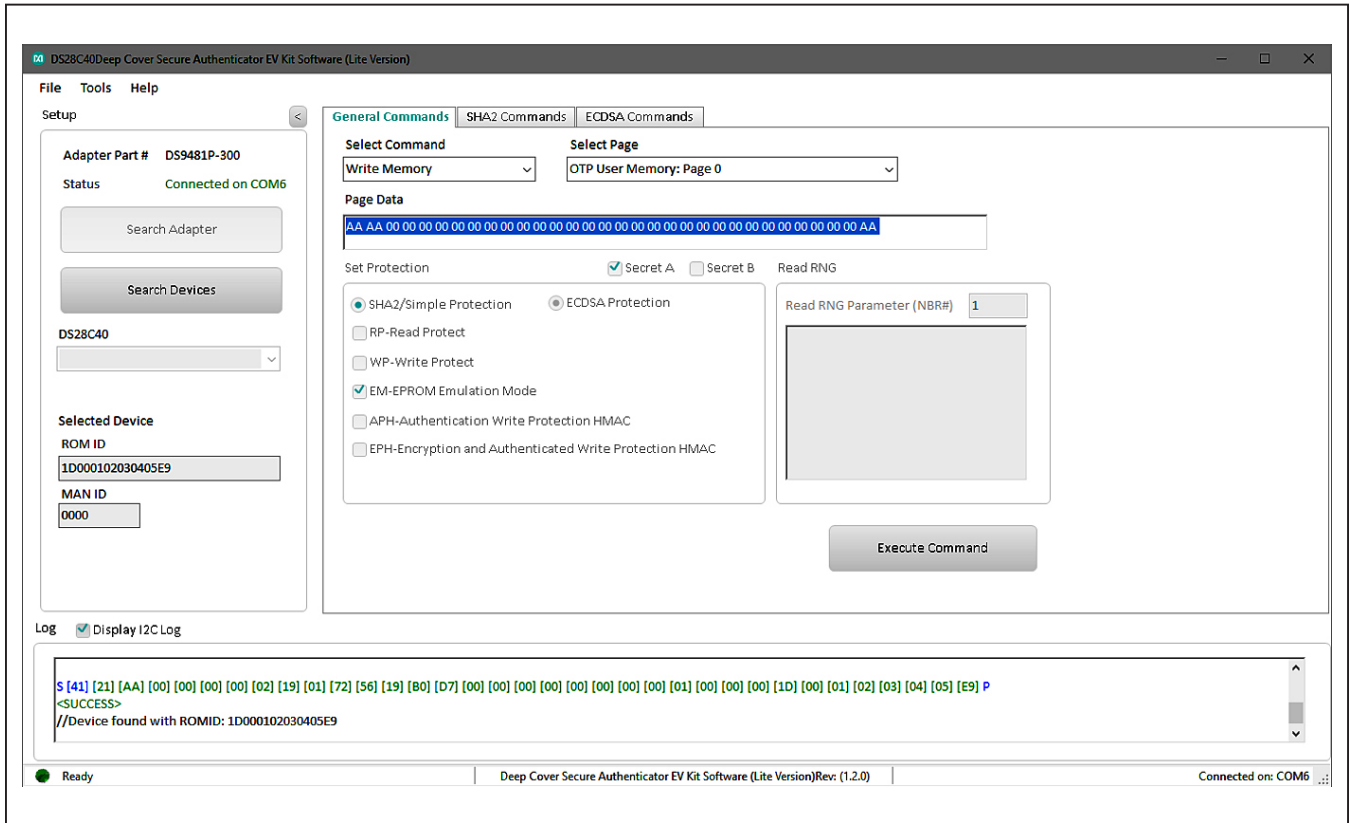 DS28C40Deep Cover Secure Authenticator EV Kit Software (Lite Version)
File Tools Help
Setup
<
Adapter Part # DS9481P-300
Status Connected on COM6
Search Adapter
Search Devices
DS28C40
Selected Device
ROM ID
1D000102030405E9
MAN ID
0000
General Commands SHA2 Commands ECDSA Commands
Select Command Select Page
Write Memory OTP User Memory: Page 0
Page Data
AA AA 00 00 00 00 00 00 00 00 00 00 00 00 00 00 00 00 00 00 00 00 00 00 00 00 00 00 00 00 00 AA
Set Protection Secret A Secret B Read RNG
SHA2/Simple Protection ECDSA Protection
RP-Read Protect
WP-Write Protect
EM-EPROM Emulation Mode
APH-Authentication Write Protection HMAC
EPH-Encryption and Authenticated Write Protection HMAC
Read RNG Parameter (NBR#) 1
Execute Command
Log Display I2C Log
S [41] [21] [AA] [00] [00] [00] [00] [02] [19] [01] [72] [56] [19] [B0] [D7] [00] [00] [00] [00] [00] [00] [00] [00] [01] [00] [00] [00] [1D] [00] [01] [02] [03] [04] [05] [E9] P
<SUCCESS>
//Device found with ROMID: 1D000102030405E9
Ready Deep Cover Secure Authenticator EV Kit Software (Lite Version)Rev: (1.2.0) Connected on: COM6